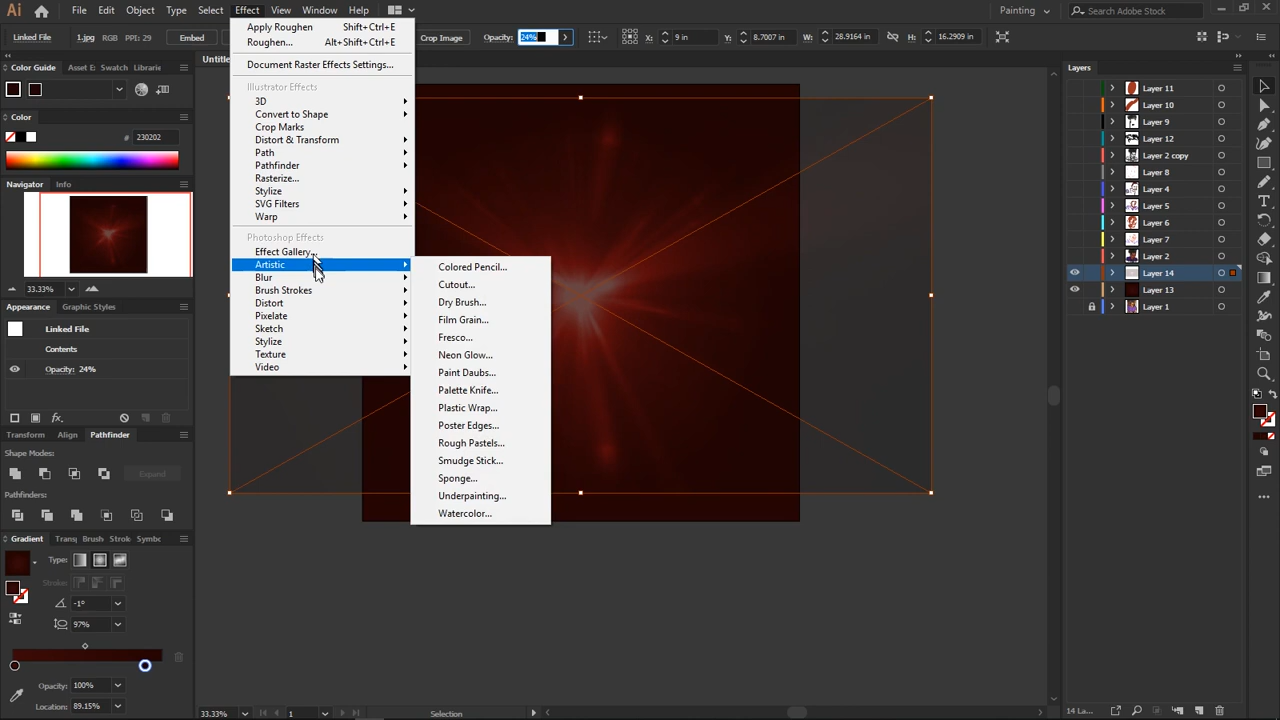 Ai File Edit Object Type Select Effect View Window Help Painting Search Adobe Stock
Linked File 1.jpg RGB PPI: 29 Embed Crop Image Opacity: 24% X: 9 in Y: 8.7007 in W: 28.9164 in H: 16.2909 in
Apply Roughen Shift+Ctrl+E
Roughen... Alt+Shift+Ctrl+E
Document Raster Effects Settings...
Illustrator Effects
3D
Convert to Shape
Crop Marks
Distort & Transform
Path
Pathfinder
Rasterize...
Stylize
SVG Filters
Warp
Photoshop Effects
Effect Gallery...
Artistic
Blur
Brush Strokes
Distort
Pixelate
Sketch
Stylize
Texture
Video
Colored Pencil...
Cutout...
Dry Brush...
Film Grain...
Fresco...
Neon Glow...
Paint Daubs...
Palette Knife...
Plastic Wrap...
Poster Edges...
Rough Pastels...
Smudge Stick...
Sponge...
Underpainting...
Watercolor...
Color Guide Asset E: Swatch Librarie
Untitle
Color
# 230202
Navigator Info
33.33%
Appearance Graphic Styles
Linked File
Contents
Opacity: 24%
fx.
Transform Align Pathfinder
Shape Modes:
Expand
Pathfinders:
Gradient Transp Brush Strok Symbc
Type:
Stroke:
-1°
97%
Opacity: 100%
Location: 89.15%
33.33% 1 Selection
Layers
Layer 11
Layer 10
Layer 9
Layer 12
Layer 2 copy
Layer 8
Layer 4
Layer 5
Layer 6
Layer 7
Layer 2
Layer 14
Layer 13
Layer 1
14 La...